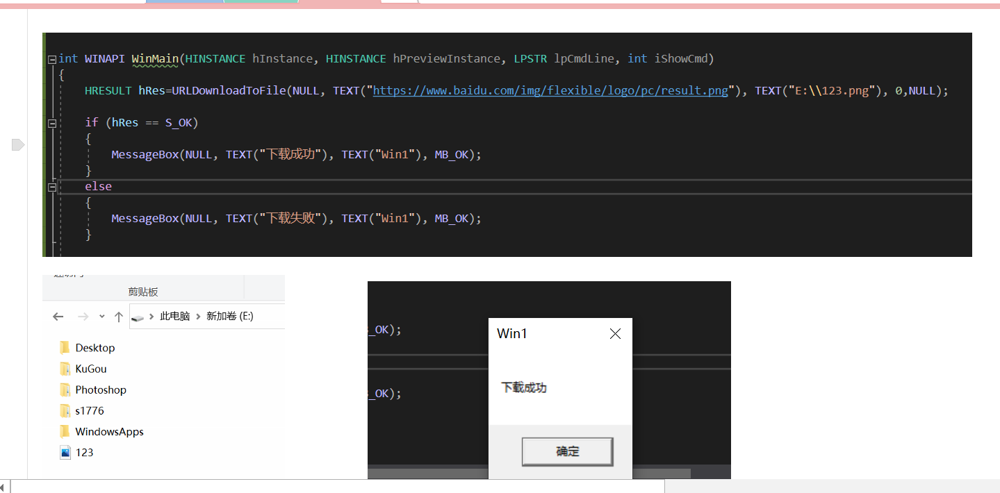 int WINAPI WinMain(HINSTANCE hInstance, HINSTANCE hPreviewInstance, LPSTR lpCmdLine, int iShowCmd)
{
HRESULT hRes=URLDownloadToFile(NULL, TEXT("https://www.baidu.com/img/flexible/logo/pc/result.png"), TEXT("E:\\123.png"), 0,NULL);
if (hRes == S_OK)
{
MessageBox(NULL, TEXT("下载成功"), TEXT("Win1"), MB_OK);
}
else
{
MessageBox(NULL, TEXT("下载失败"), TEXT("Win1"), MB_OK);
}
剪贴板
此电脑 > 新加卷 (E:)
Desktop
KuGou
Photoshop
s1776
WindowsApps
123
_OK);
_OK);
Win1
下载成功
确定